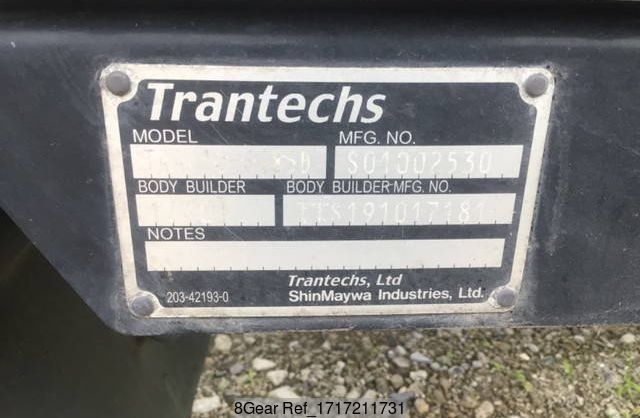 Trantechs
MODEL MFG. NO.
S01002530
BODY BUILDER BODY BUILDER MFG. NO.
NOTES
Trantechs, Ltd
203-42193-0 ShinMaywa Industries, Ltd.
8Gear Ref_1717211731